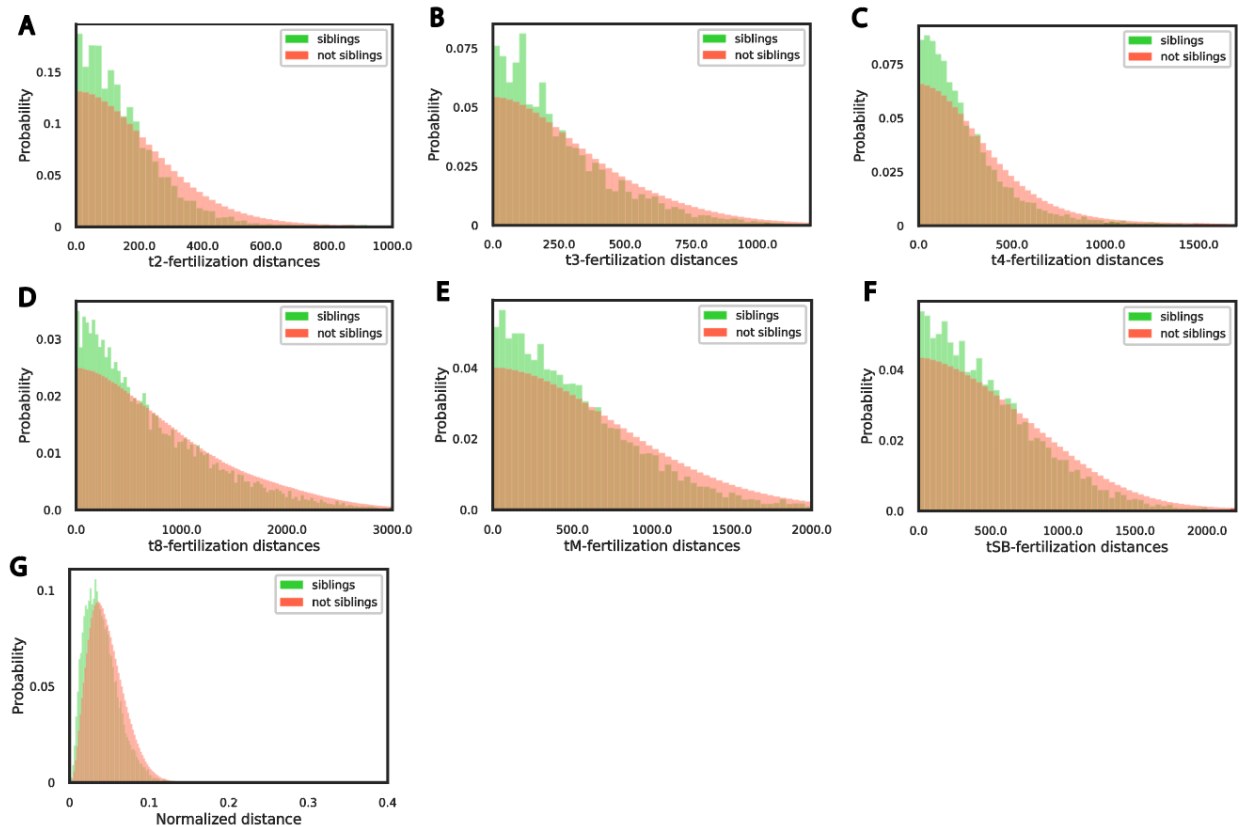 A
siblings
not siblings
Probability
0.15
0.1
0.05
0
0.0
200.0
400.0
600.0
800.0
1000.0
t2-fertilization distances
B
siblings
not siblings
Probability
0.075
0.05
0.025
0.0
0.0
250.0
500.0
750.0
1000.0
t3-fertilization distances
C
siblings
not siblings
Probability
0.075
0.05
0.025
0.0
0.0
500.0
1000.0
1500.0
t4-fertilization distances
D
siblings
not siblings
Probability
0.03
0.02
0.01
0.0
0.0
1000.0
2000.0
3000.0
t8-fertilization distances
E
siblings
not siblings
Probability
0.04
0.02
0.0
0.0
500.0
1000.0
1500.0
2000.0
tM-fertilization distances
F
siblings
not siblings
Probability
0.04
0.02
0.0
0.0
500.0
1000.0
1500.0
2000.0
tSB-fertilization distances
G
siblings
not siblings
Probability
0.1
0.05
0
0
0.1
0.2
0.3
0.4
Normalized distance